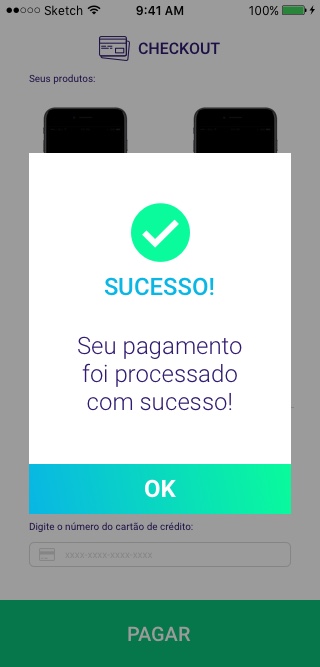 Sketch 9:41 AM 100%
CHECKOUT
Seus produtos:
SUCESSO!
Seu pagamento
foi processado
com sucesso!
OK
Digite o número do cartão de crédito:
xxxx-xxxx-xxxx-xxxx
PAGAR